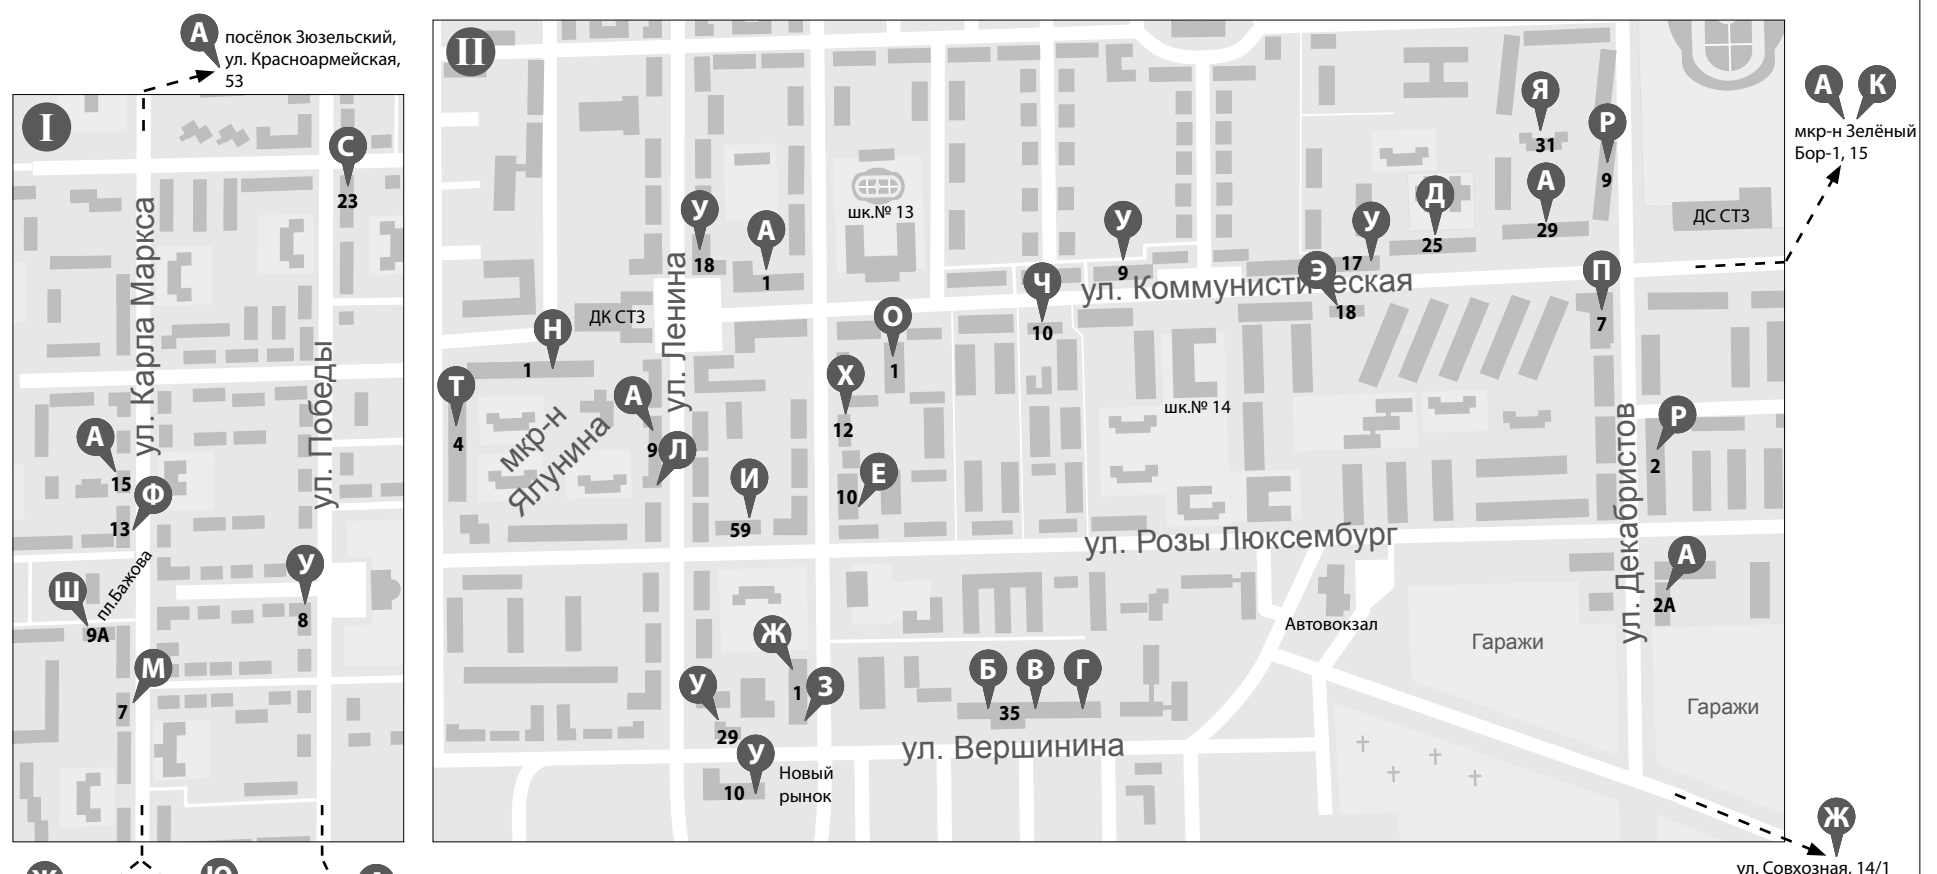 А
посёлок Зюзельский,
ул. Красноармейская,
53
I
С
23
ул. Карла Маркса
ул. Победы
А
15
Ф
13
пл.Бажова
Ш
9А
У
8
М
7
Ж
Ю
II
Я
31
Р
9
А
29
Д
25
У
17
Э
18
П
7
У
18
А
1
шк.№ 13
У
9
Ч
10
ул. Коммунистическая
ДС СТЗ
ДК СТЗ
ул. Ленина
Н
1
О
1
Т
4
мкр-н
Ялунина
А
9
Л
Х
12
Е
10
И
59
шк.№ 14
Р
2
ул. Декабристов
ул. Розы Люксембург
А
2А
Автовокзал
Гаражи
Гаражи
Ж
1
З
У
29
Б
В
Г
35
ул. Вершинина
У
10
Новый
рынок
А
К
мкр-н Зелёный
Бор-1, 15
Ж
ул. Совхозная, 14/1